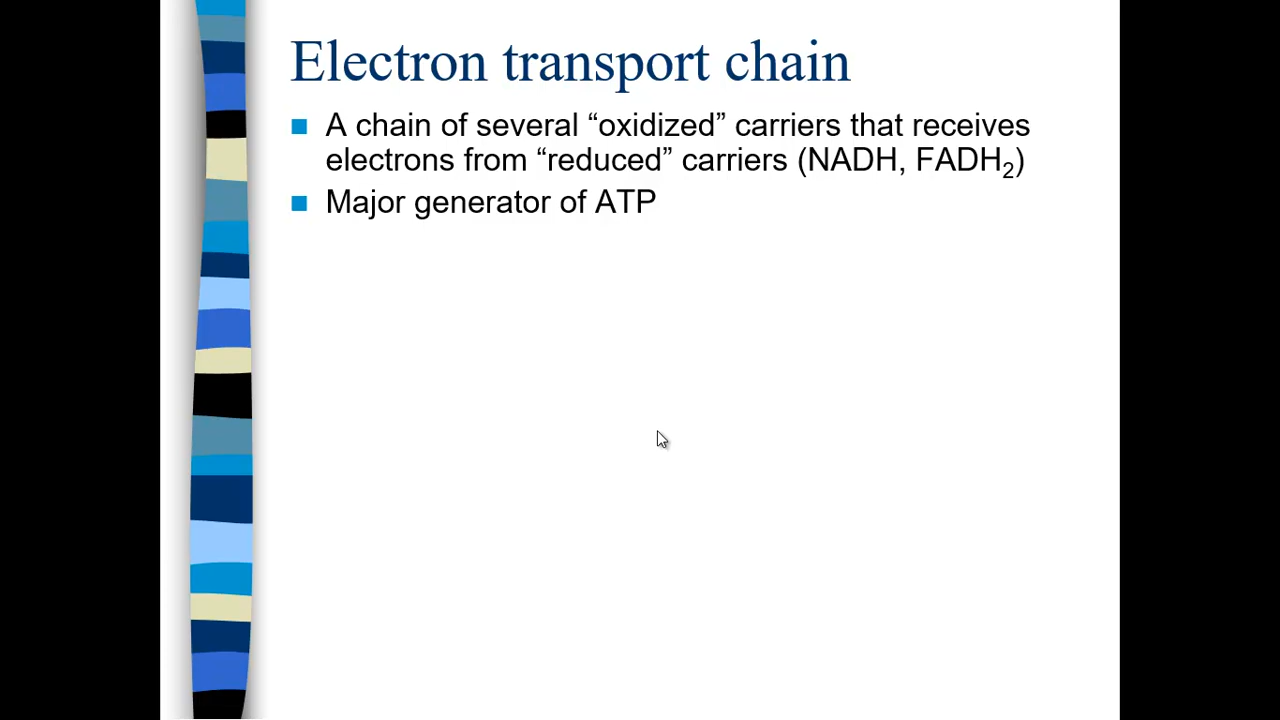 Electron transport chain
A chain of several “oxidized” carriers that receives
electrons from “reduced” carriers (NADH, FADH₂)
Major generator of ATP